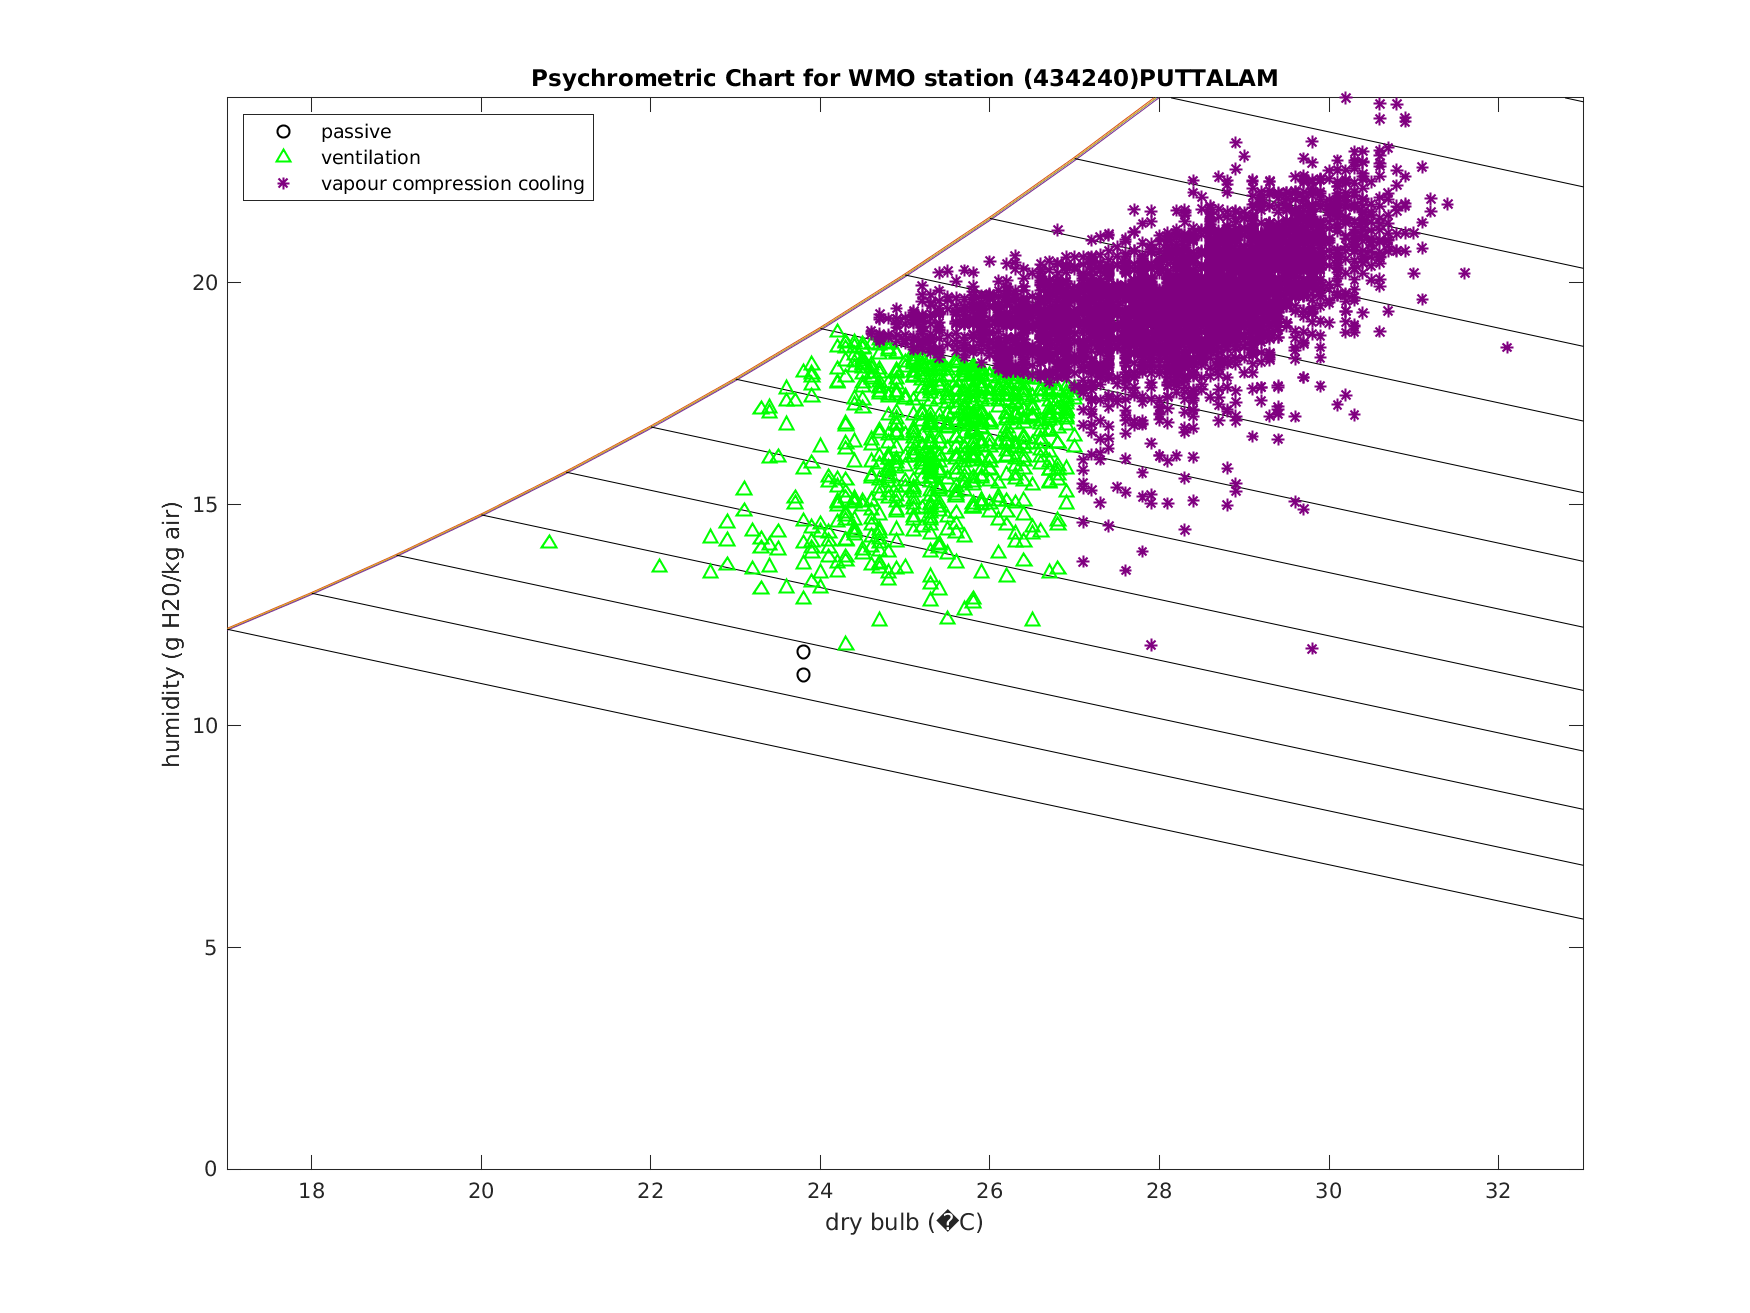 Psychrometric Chart for WMO station (434240)PUTTALAM
passive
ventilation
vapour compression cooling
20
15
10
5
0
humidity (g H20/kg air)
18 20 22 24 26 28 30 32
dry bulb (�C)